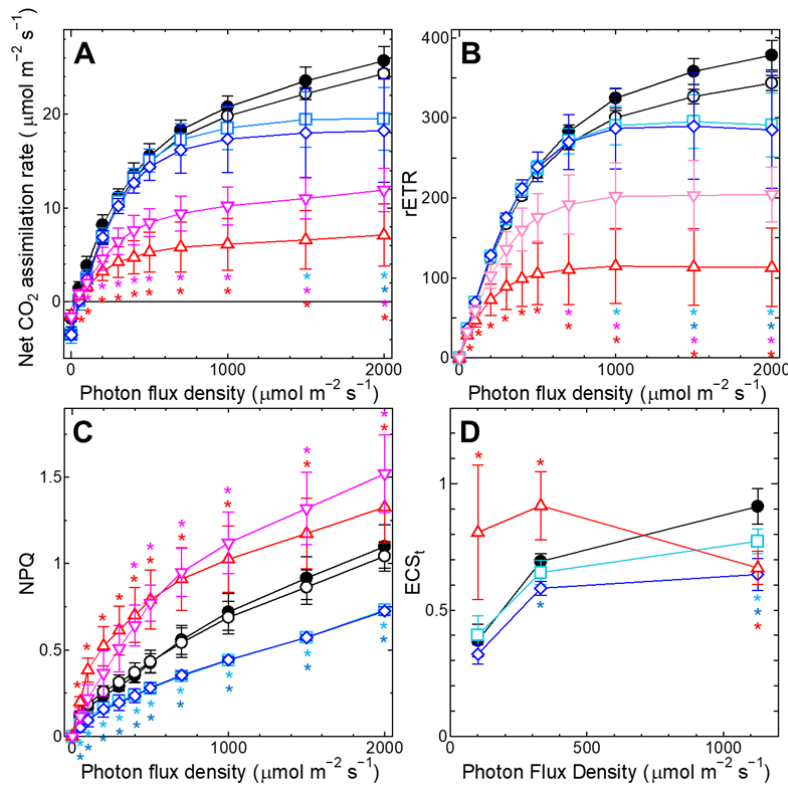 A
Net CO₂ assimilation rate ( μmol m⁻² s⁻¹)
20
10
0
0
1000
2000
Photon flux density (μmol m⁻² s⁻¹)
B
rETR
400
300
200
100
0
0
1000
2000
Photon flux density (μmol m⁻² s⁻¹)
C
NPQ
1.5
1
0.5
0
0
1000
2000
Photon flux density (μmol m⁻² s⁻¹)
D
ECSₜ
1
0.5
0
0
500
1000
Photon Flux Density (μmol m⁻² s⁻¹)